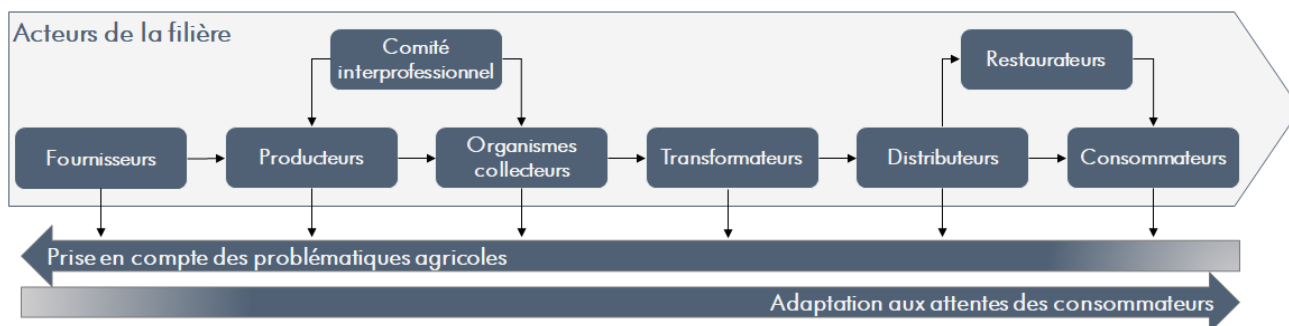 Acteurs de la filière
Comité
interprofessionnel
Restaurateurs
Fournisseurs
Producteurs
Organismes
collecteurs
Transformateurs
Distributeurs
Consommateurs
Prise en compte des problématiques agricoles
Adaptation aux attentes des consommateurs